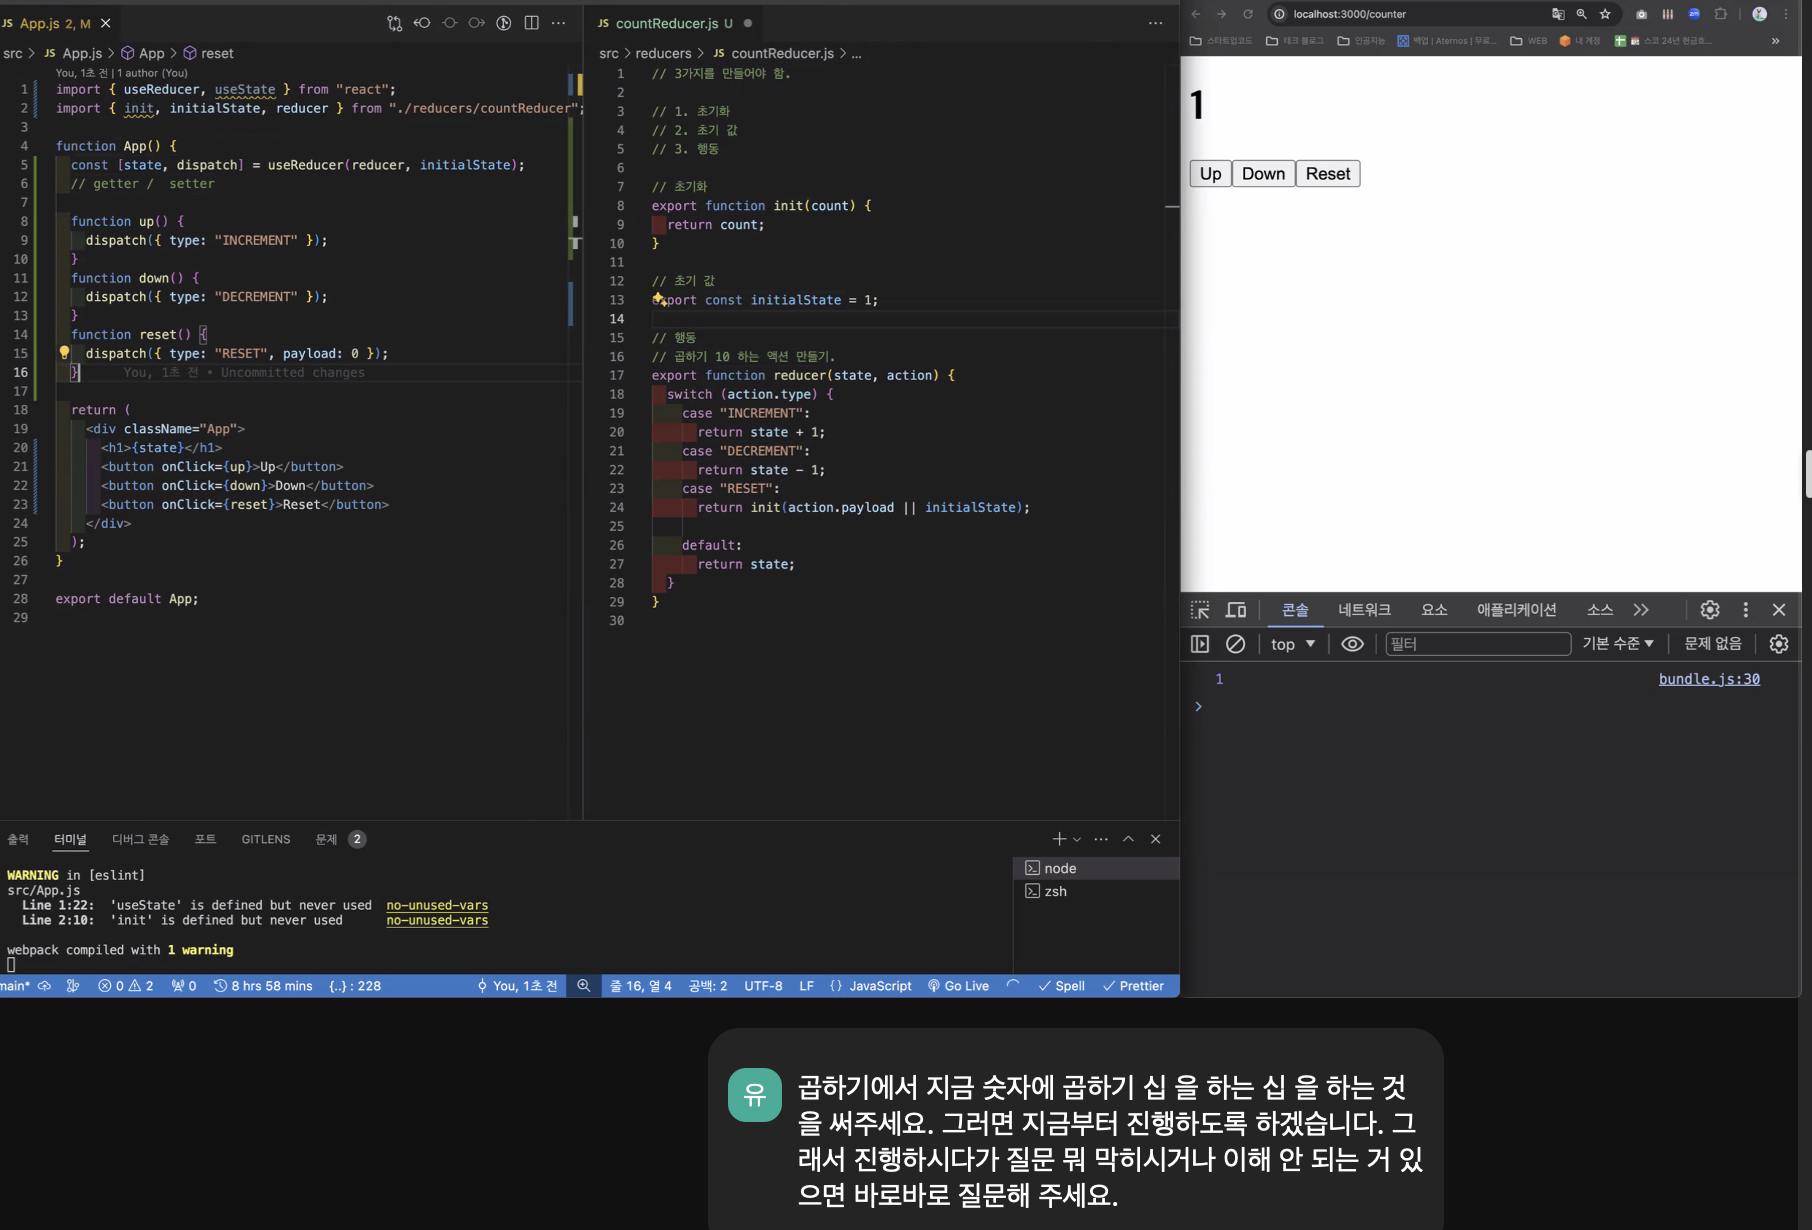 JS App.js 2, M
src > JS App.js > App > reset
You, 1초 전 | 1 author (You)
1 import { useReducer, useState } from "react";
2 import { init, initialState, reducer } from "./reducers/countReducer";
3
4 function App() {
5 const [state, dispatch] = useReducer(reducer, initialState);
6 // getter / setter
7
8 function up() {
9 dispatch({ type: "INCREMENT" });
10 }
11 function down() {
12 dispatch({ type: "DECREMENT" });
13 }
14 function reset() {
15 dispatch({ type: "RESET", payload: 0 });
16 } You, 1초 전 • Uncommitted changes
17
18 return (
19 <div className="App">
20 <h1>{state}</h1>
21 <button onClick={up}>Up</button>
22 <button onClick={down}>Down</button>
23 <button onClick={reset}>Reset</button>
24 </div>
25 );
26 }
27
28 export default App;
29
JS countReducer.js U
src > reducers > JS countReducer.js > ...
1 // 3가지를 만들어야 함.
2
3 // 1. 초기화
4 // 2. 초기 값
5 // 3. 행동
6
7 // 초기화
8 export function init(count) {
9 return count;
10 }
11
12 // 초기 값
13 export const initialState = 1;
14
15 // 행동
16 // 곱하기 10 하는 액션 만들기.
17 export function reducer(state, action) {
18 switch (action.type) {
19 case "INCREMENT":
20 return state + 1;
21 case "DECREMENT":
22 return state - 1;
23 case "RESET":
24 return init(action.payload || initialState);
25
26 default:
27 return state;
28 }
29 }
30
localhost:3000/counter
스타트업코드 테크 블로그 인공지능 백업 | Aternos | 무료... WEB 내 계정 스코 24년 현금흐...
1
Up Down Reset
콘솔 네트워크 요소 애플리케이션 소스
top 필터 기본 수준 문제 없음
1 bundle.js:30
출력 터미널 디버그 콘솔 포트 GITLENS 문제 2
WARNING in [eslint]
src/App.js
Line 1:22: 'useState' is defined but never used no-unused-vars
Line 2:10: 'init' is defined but never used no-unused-vars
webpack compiled with 1 warning
node
zsh
main* 0 2 0 8 hrs 58 mins {..} : 228 You, 1초 전 줄 16, 열 4 공백: 2 UTF-8 LF {} JavaScript Go Live Spell Prettier
유
곱하기에서 지금 숫자에 곱하기 십 을 하는 십 을 하는 것
을 써주세요. 그러면 지금부터 진행하도록 하겠습니다. 그
래서 진행하시다가 질문 뭐 막히시거나 이해 안 되는 거 있
으면 바로바로 질문해 주세요.